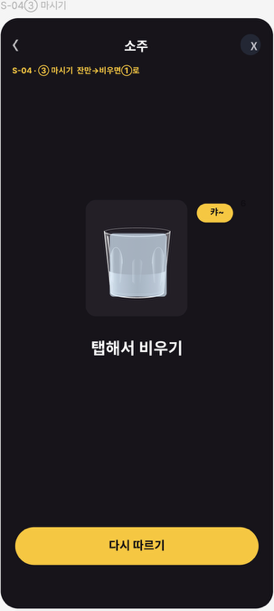 S-04③ 마시기
소주
X
S-04 · ③ 마시기 잔만→비우면①로
캬~
탭해서 비우기
다시 따르기